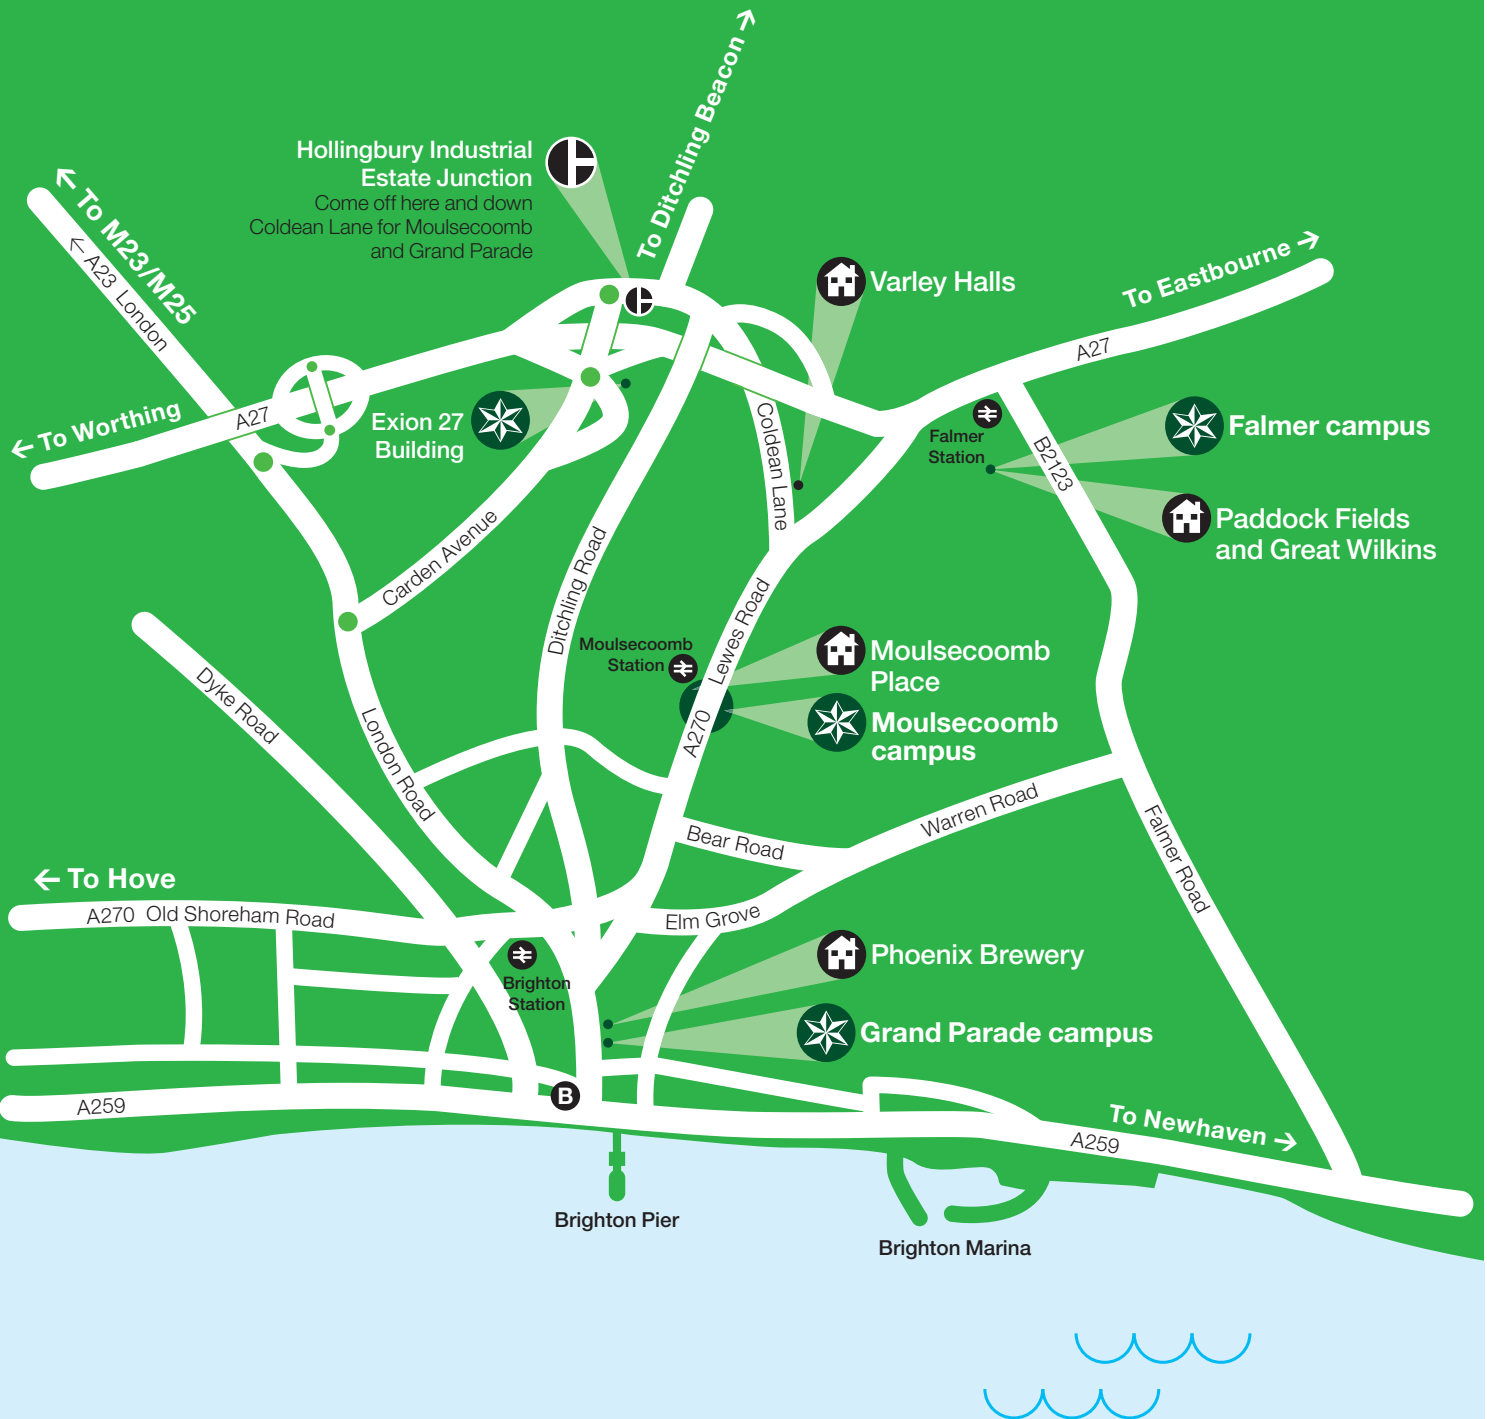 To Ditchling Beacon →
Hollingbury Industrial
Estate Junction
Come off here and down
Coldean Lane for Moulsecoomb
and Grand Parade
← To M23/M25
← A23 London
Varley Halls
To Eastbourne →
A27
← To Worthing
A27
Exion 27
Building
Coldean Lane
Falmer
Station
B2123
Falmer campus
Paddock Fields
and Great Wilkins
Carden Avenue
Ditchling Road
Lewes Road
Moulsecoomb
Station
Moulsecoomb
Place
Moulsecoomb
campus
A270
Dyke Road
London Road
Bear Road
Warren Road
Falmer Road
← To Hove
A270 Old Shoreham Road
Elm Grove
Brighton
Station
Phoenix Brewery
Grand Parade campus
B
A259
To Newhaven →
A259
Brighton Pier
Brighton Marina